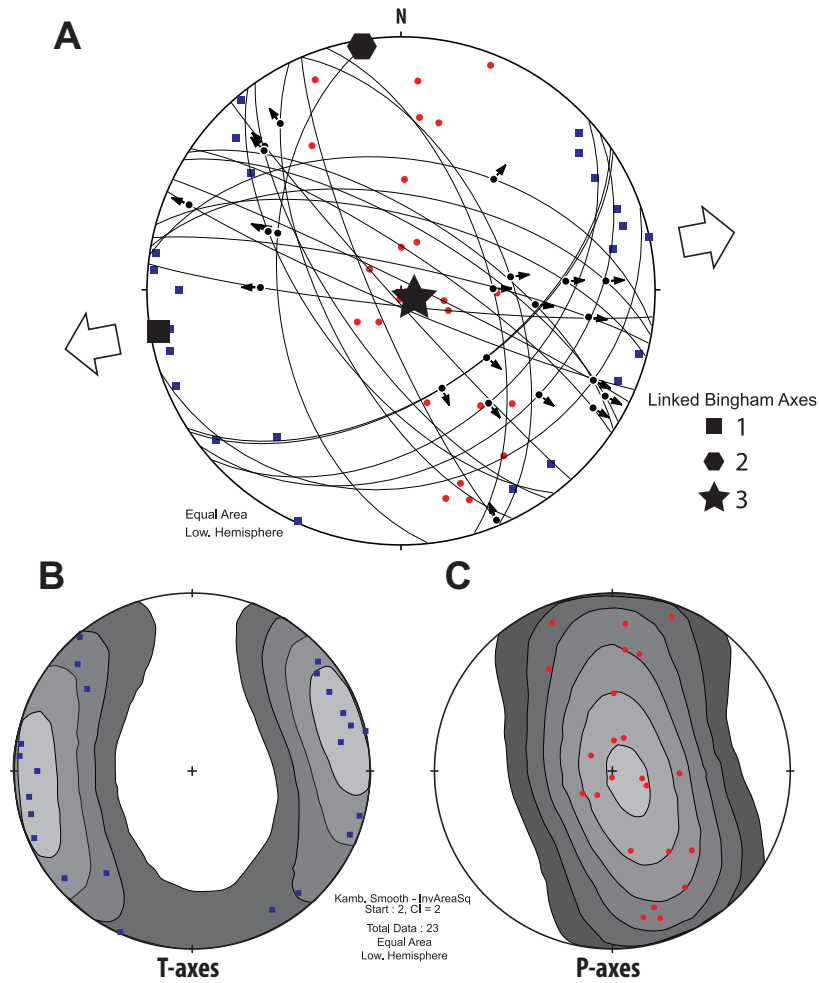 A
N
Linked Bingham Axes
1
2
3
Equal Area
Low. Hemisphere
B
C
Kamb. Smooth - InvAreaSq
Start : 2, CI = 2
Total Data : 23
Equal Area
Low. Hemisphere
T-axes
P-axes